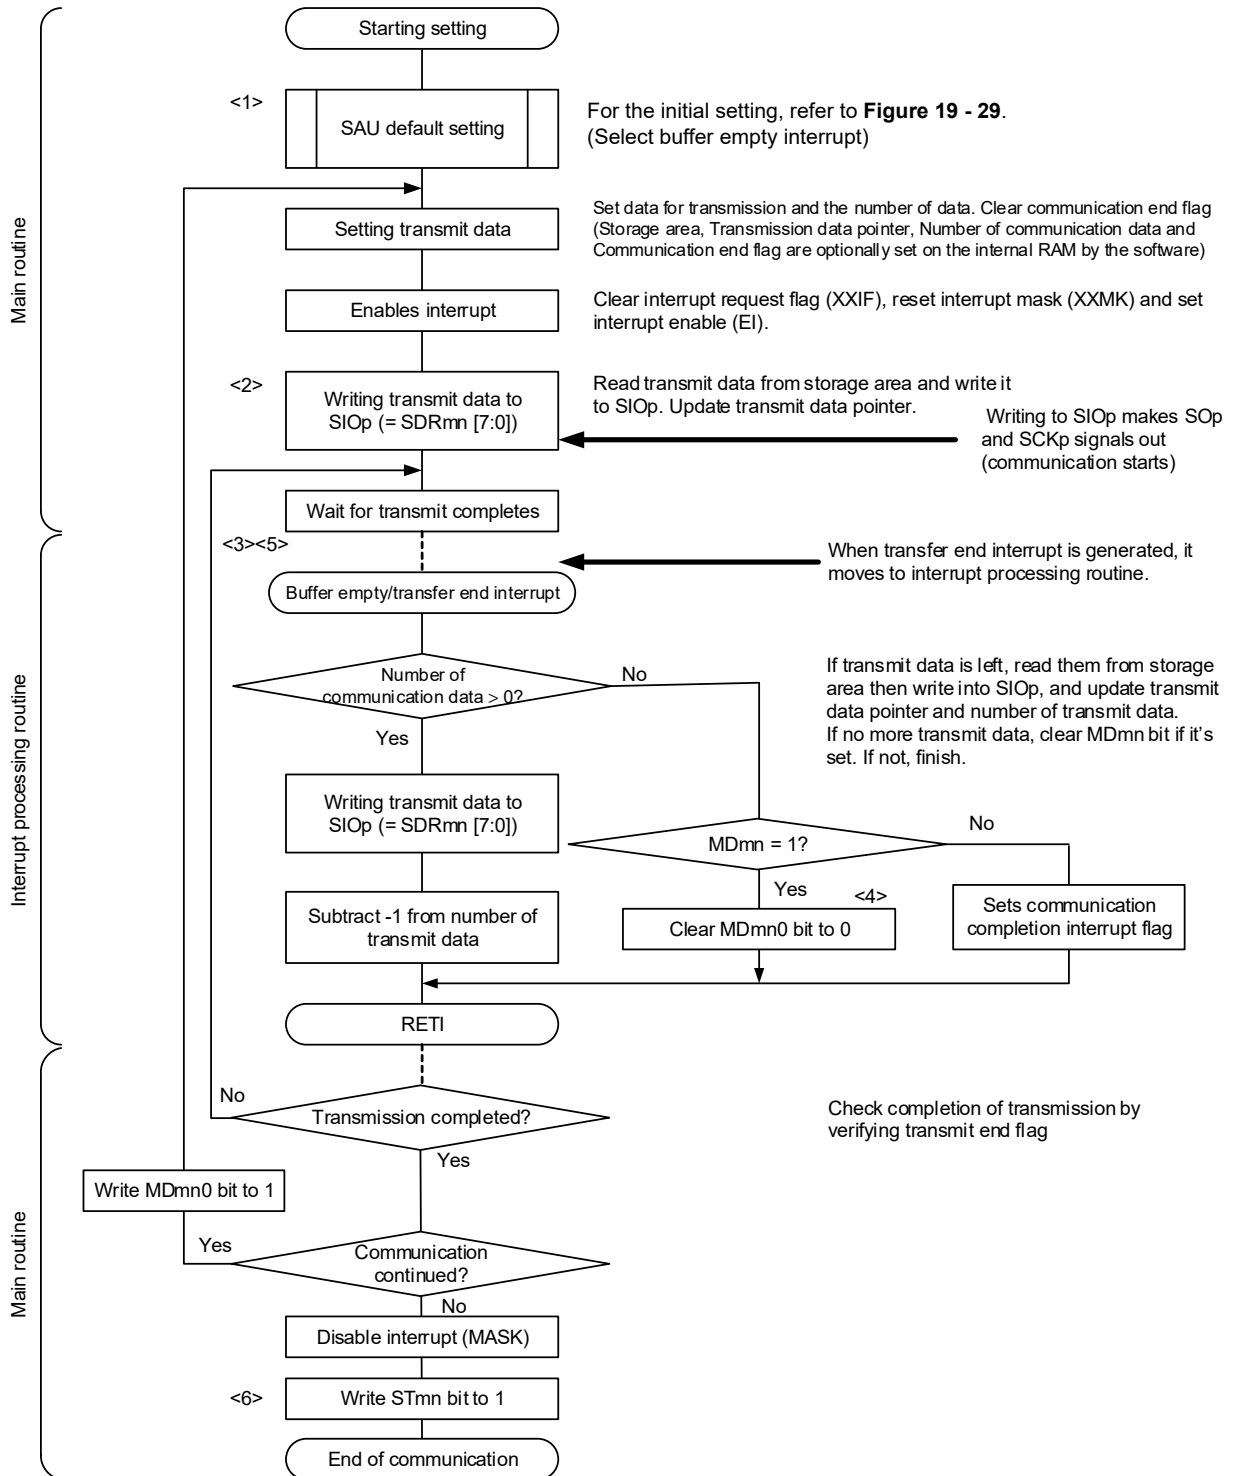 Starting setting
<1>
SAU default setting
For the initial setting, refer to Figure 19 - 29.
(Select buffer empty interrupt)
Main routine
Setting transmit data
Set data for transmission and the number of data. Clear communication end flag
(Storage area, Transmission data pointer, Number of communication data and
Communication end flag are optionally set on the internal RAM by the software)
Enables interrupt
Clear interrupt request flag (XXIF), reset interrupt mask (XXMK) and set
interrupt enable (EI).
<2>
Writing transmit data to
SIOp (= SDRmn [7:0])
Read transmit data from storage area and write it
to SIOp. Update transmit data pointer.
Writing to SIOp makes SOp
and SCKp signals out
(communication starts)
Wait for transmit completes
<3><5>
When transfer end interrupt is generated, it
moves to interrupt processing routine.
Buffer empty/transfer end interrupt
Interrupt processing routine
Number of
communication data > 0?
No
Yes
If transmit data is left, read them from storage
area then write into SIOp, and update transmit
data pointer and number of transmit data.
If no more transmit data, clear MDmn bit if it's
set. If not, finish.
Writing transmit data to
SIOp (= SDRmn [7:0])
MDmn = 1?
No
Yes
<4>
Subtract -1 from number of
transmit data
Clear MDmn0 bit to 0
Sets communication
completion interrupt flag
RETI
Main routine
No
Transmission completed?
Yes
Check completion of transmission by
verifying transmit end flag
Write MDmn0 bit to 1
Yes
Communication
continued?
No
Disable interrupt (MASK)
<6>
Write STmn bit to 1
End of communication